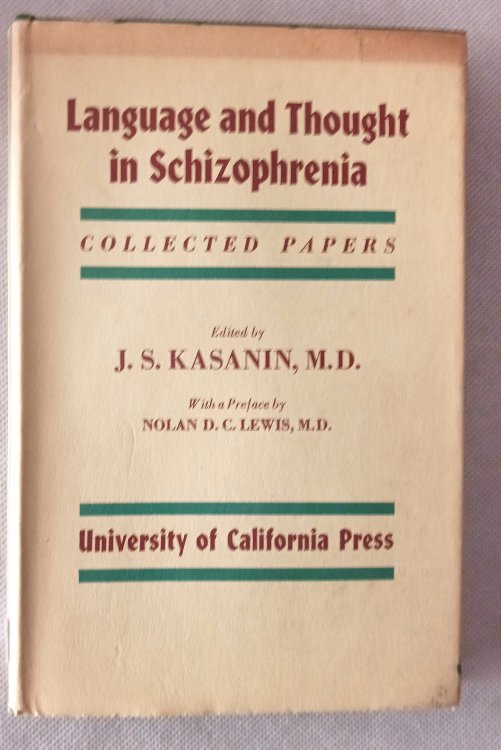 Language and Thought
in Schizophrenia
COLLECTED PAPERS
Edited by
J. S. KASANIN, M.D.
With a Preface by
NOLAN D. C. LEWIS, M.D.
University of California Press